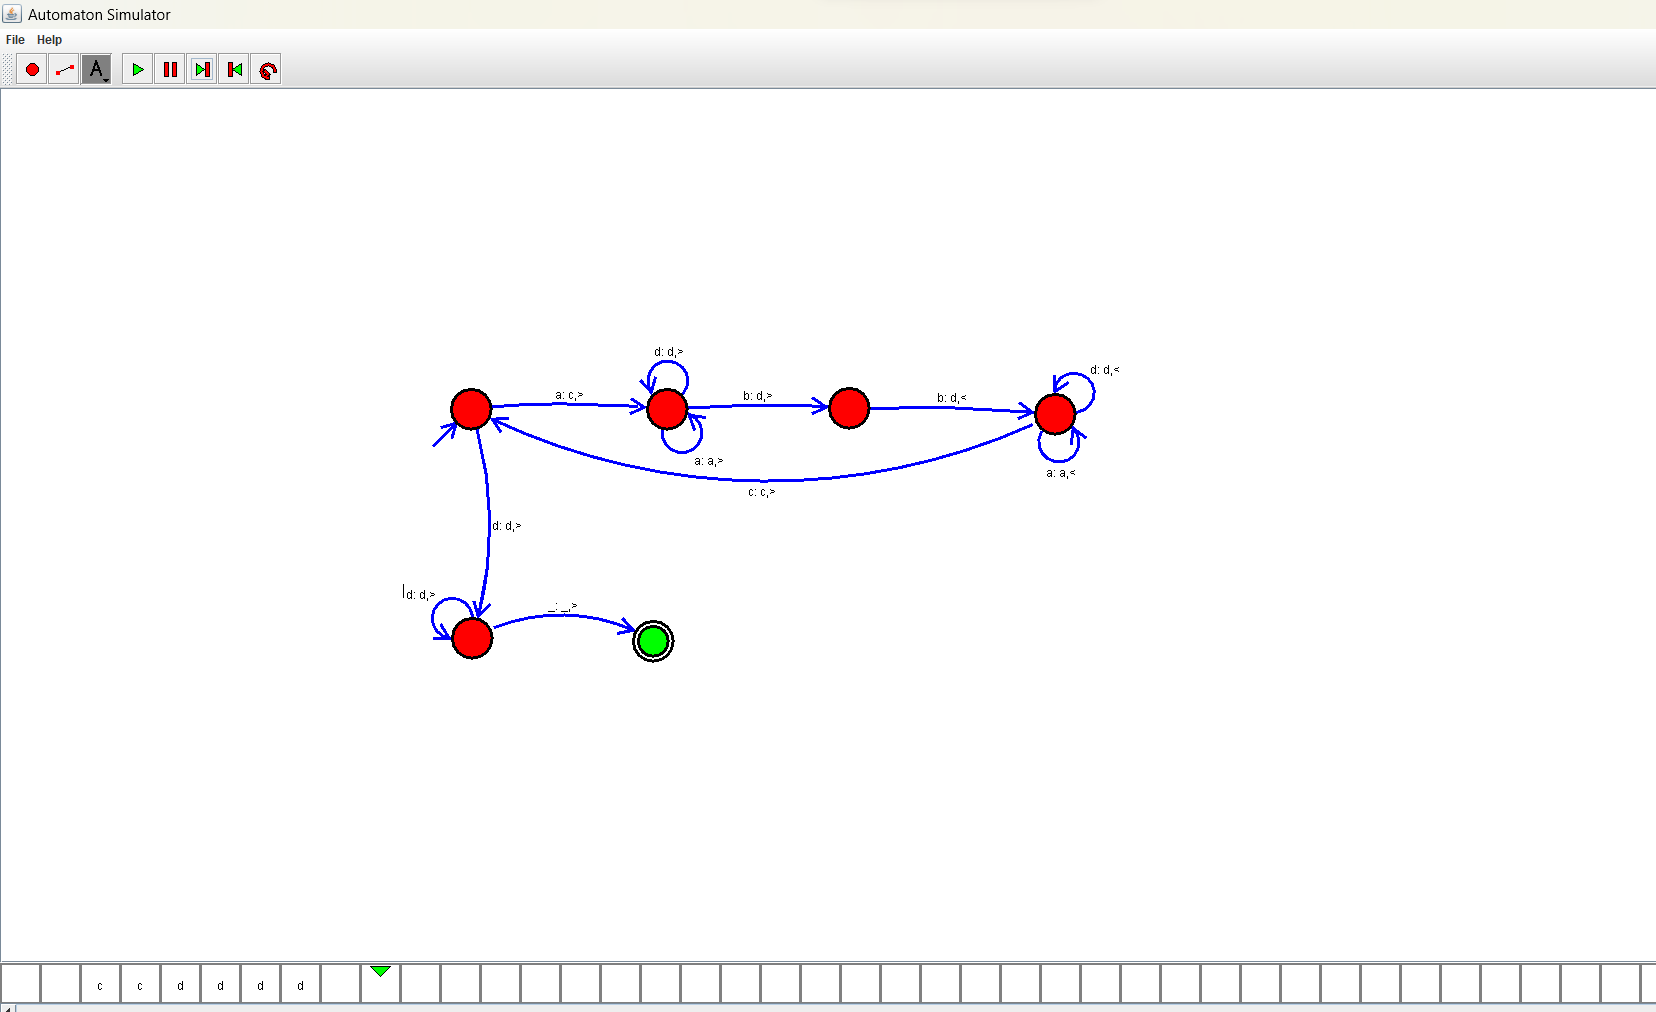 Automaton Simulator
File Help
A
d: d,>
d: d,<
a: c,>
b: d,>
b: d,<
a: a,>
a: a,<
c: c,>
d: d,>
d: d,>
_: _,>
c c d d d d